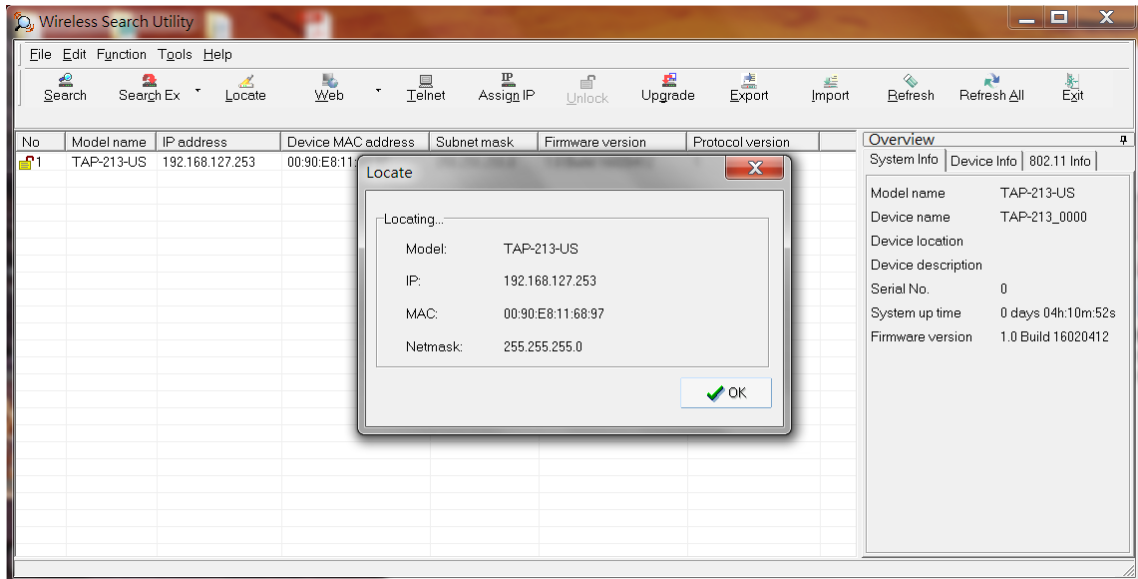 Wireless Search Utility
File Edit Function Tools Help
Search Search Ex Locate Web Telnet Assign IP Unlock Upgrade Export Import Refresh Refresh All Exit
No Model name IP address Device MAC address Subnet mask Firmware version Protocol version
1 TAP-213-US 192.168.127.253 00:90:E8:11:
Locate
Locating...
Model: TAP-213-US
IP: 192.168.127.253
MAC: 00:90:E8:11:68:97
Netmask: 255.255.255.0
OK
Overview
System Info Device Info 802.11 Info
Model name TAP-213-US
Device name TAP-213_0000
Device location
Device description
Serial No. 0
System up time 0 days 04h:10m:52s
Firmware version 1.0 Build 16020412